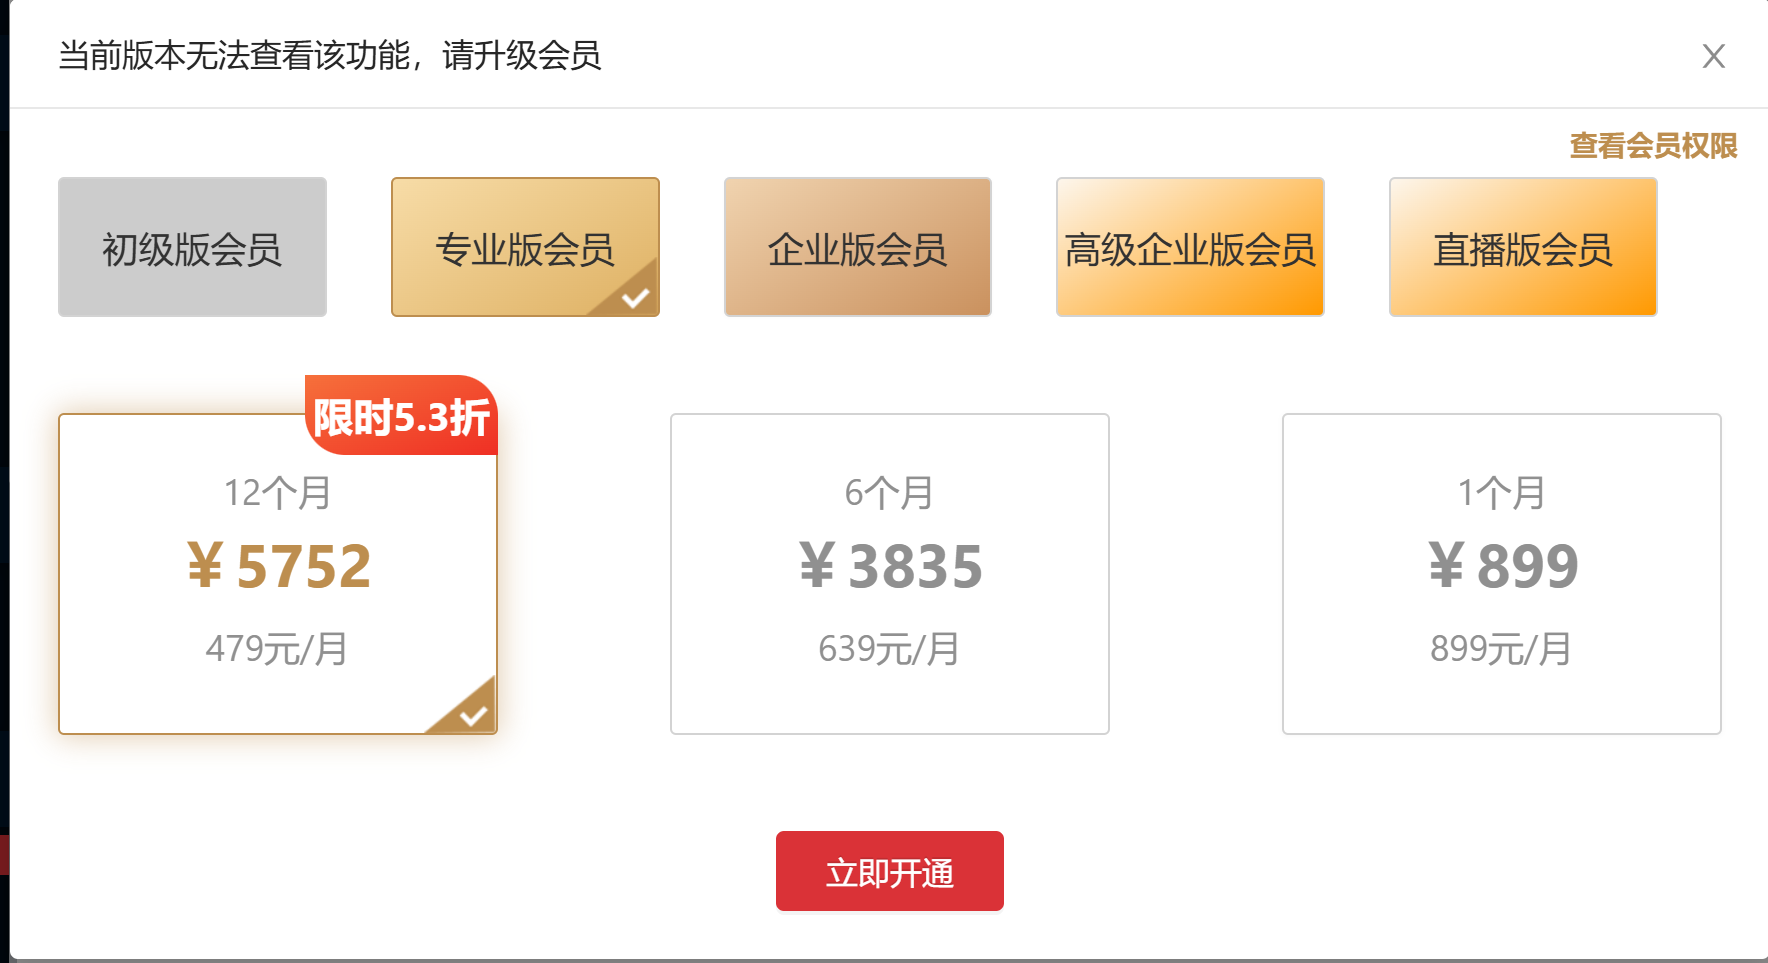 当前版本无法查看该功能，请升级会员
X
查看会员权限
初级版会员
专业版会员
企业版会员
高级企业版会员
直播版会员
限时5.3折
12个月
￥5752
479元/月
6个月
￥3835
639元/月
1个月
￥899
899元/月
立即开通